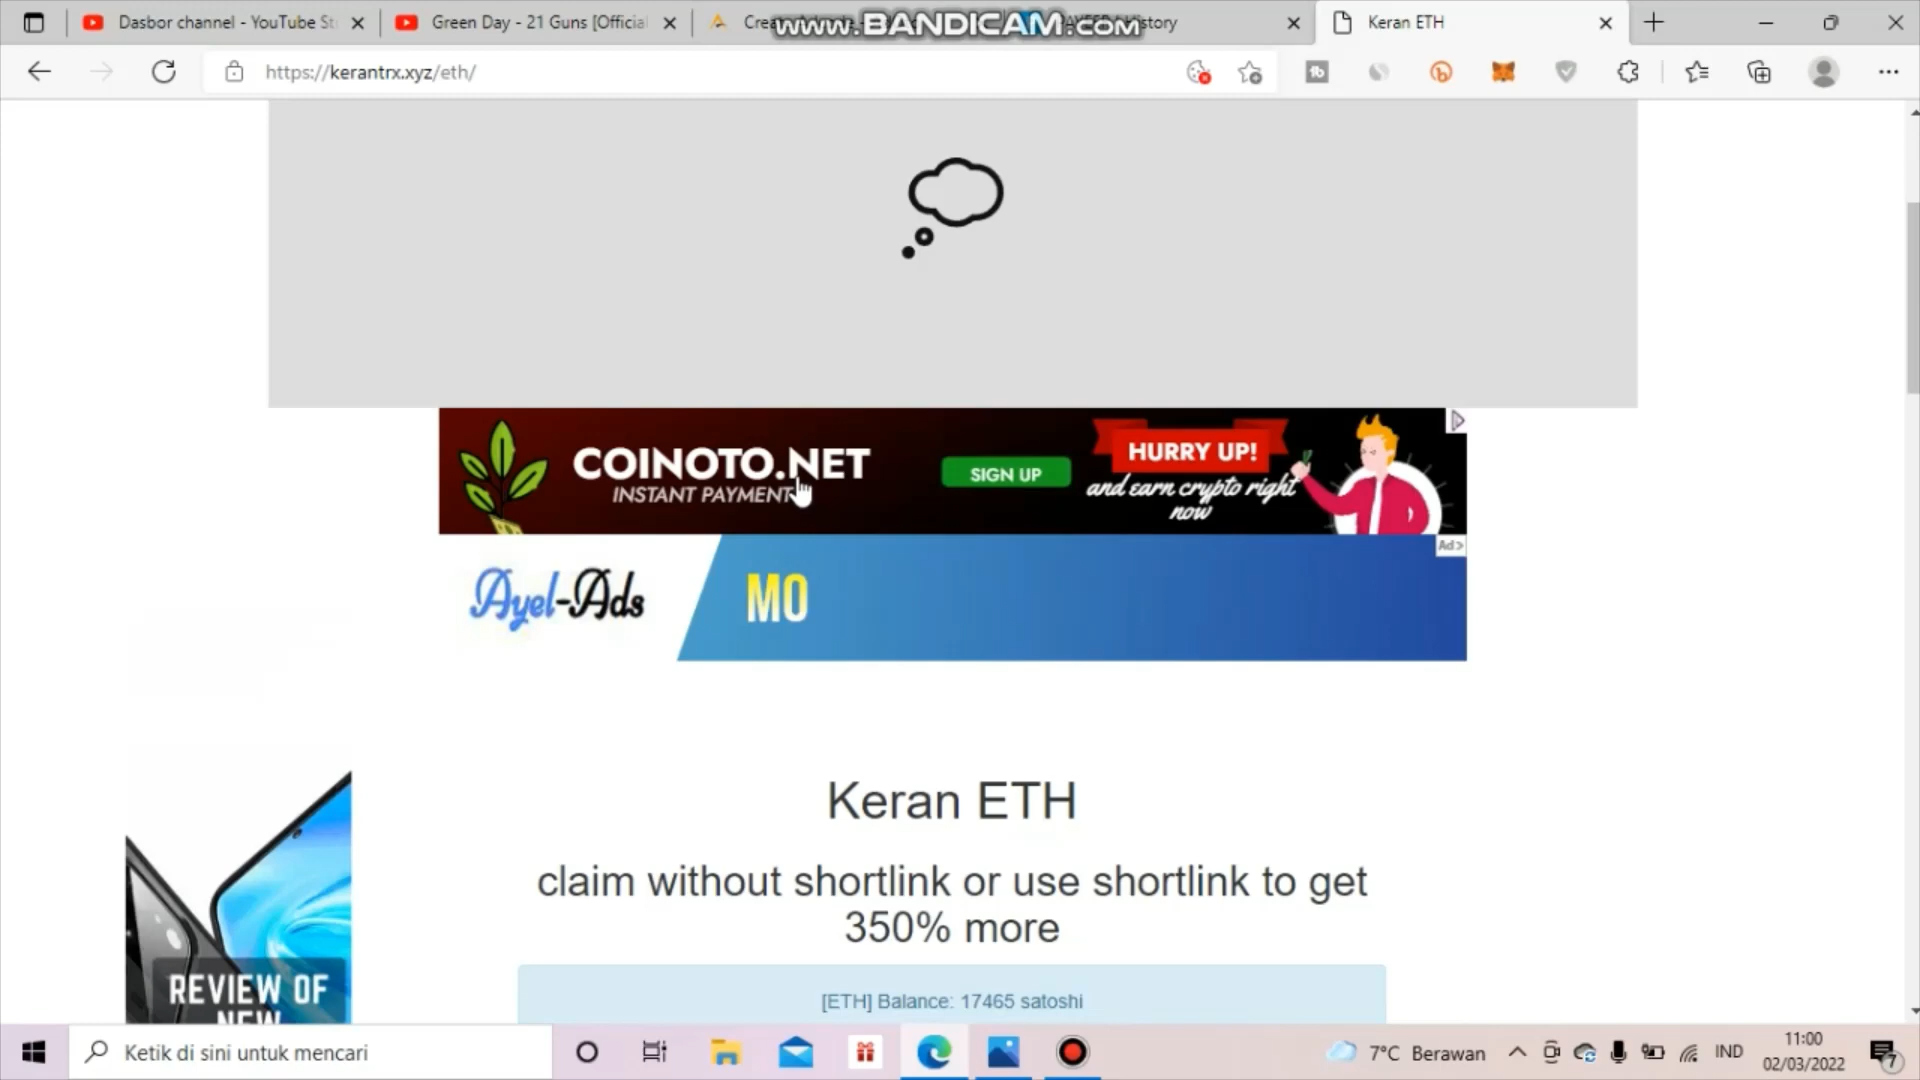 www.BANDICAM.com
Dasbor channel - YouTube St
Green Day - 21 Guns [Official
Keran ETH
https://kerantrx.xyz/eth/
COINOTO.NET
INSTANT PAYMENT
SIGN UP
HURRY UP!
and earn crypto right
now
Ad>
Ayel-Ads
MO
Keran ETH
claim without shortlink or use shortlink to get
350% more
[ETH] Balance: 17465 satoshi
REVIEW OF
NEW
Ketik di sini untuk mencari
7°C Berawan
IND
11:00
02/03/2022
7